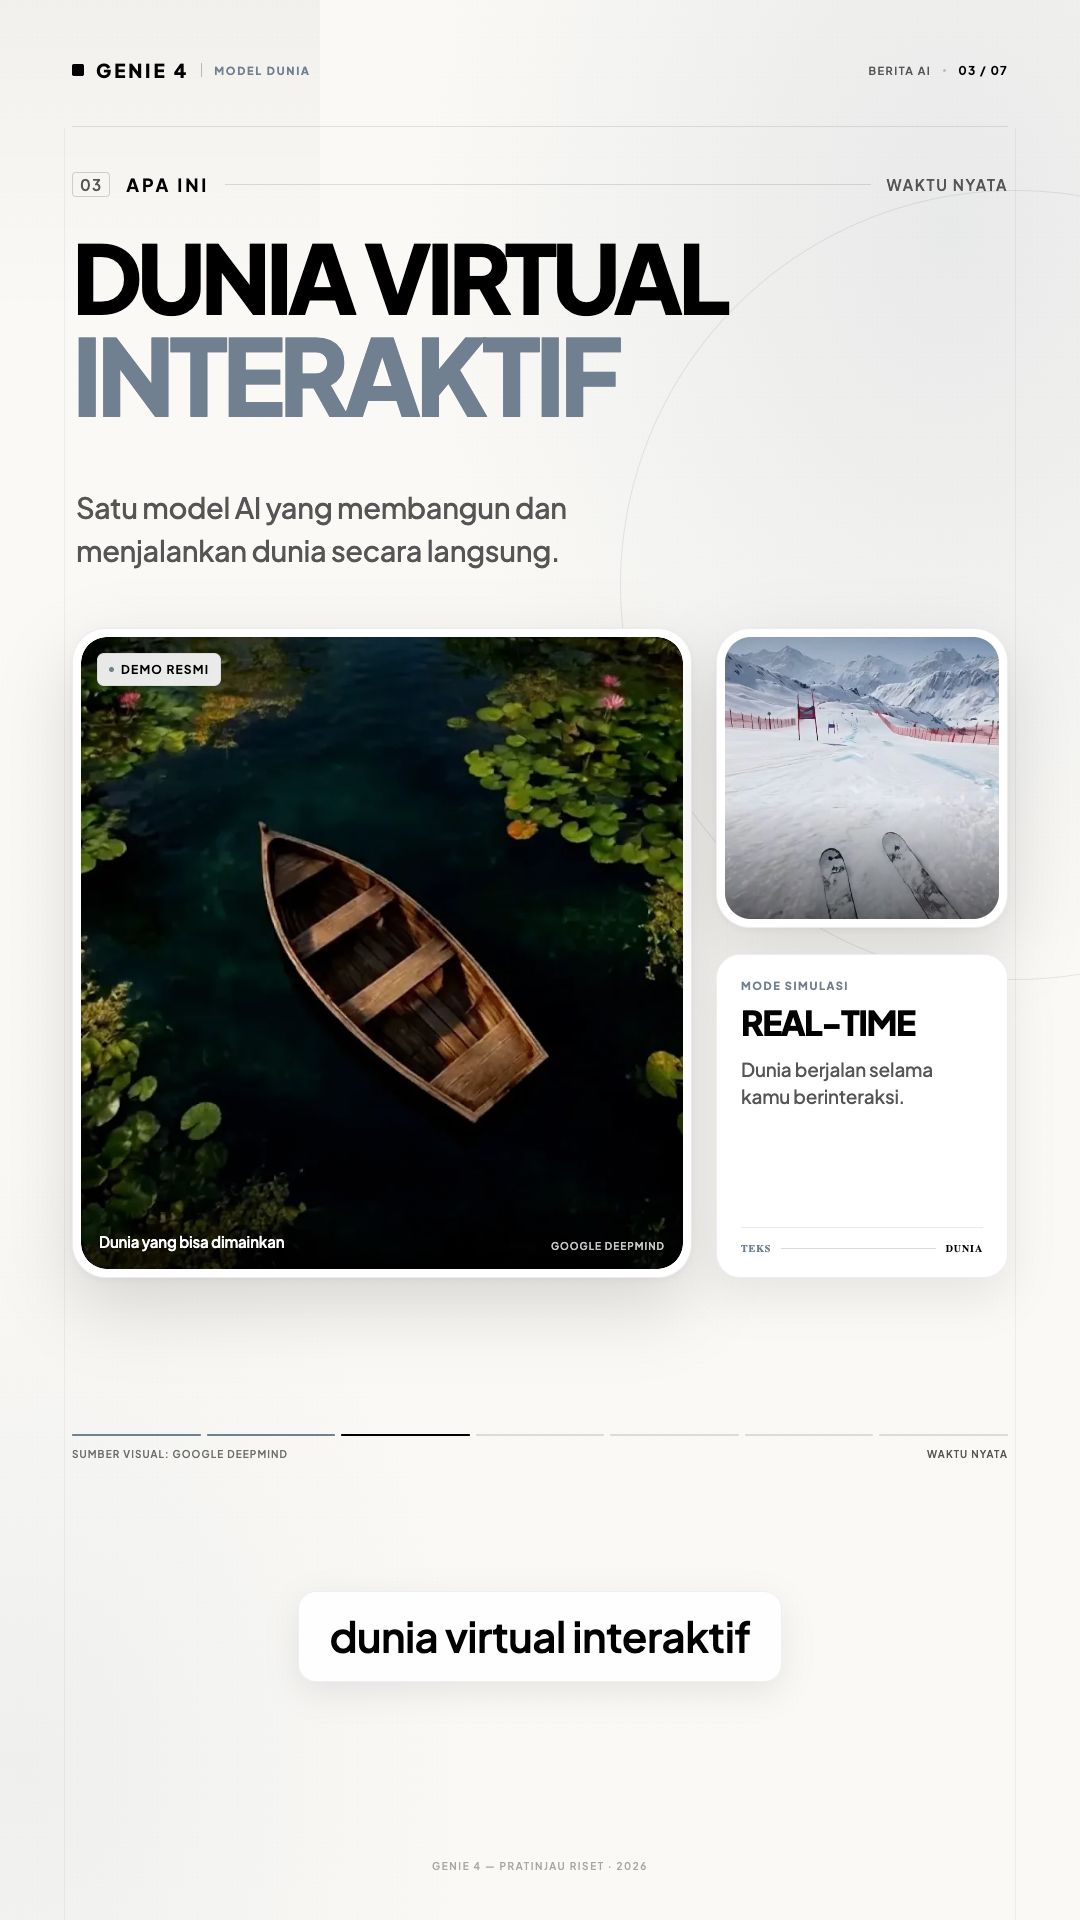 GENIE 4 MODEL DUNIA
BERITA AI • 03 / 07
03 APA INI
WAKTU NYATA
DUNIA VIRTUAL
INTERAKTIF
Satu model AI yang membangun dan
menjalankan dunia secara langsung.
• DEMO RESMI
Dunia yang bisa dimainkan
GOOGLE DEEPMIND
MODE SIMULASI
REAL-TIME
Dunia berjalan selama
kamu berinteraksi.
TEKS
DUNIA
SUMBER VISUAL: GOOGLE DEEPMIND
WAKTU NYATA
dunia virtual interaktif
GENIE 4 — PRATINJAU RISET · 2026